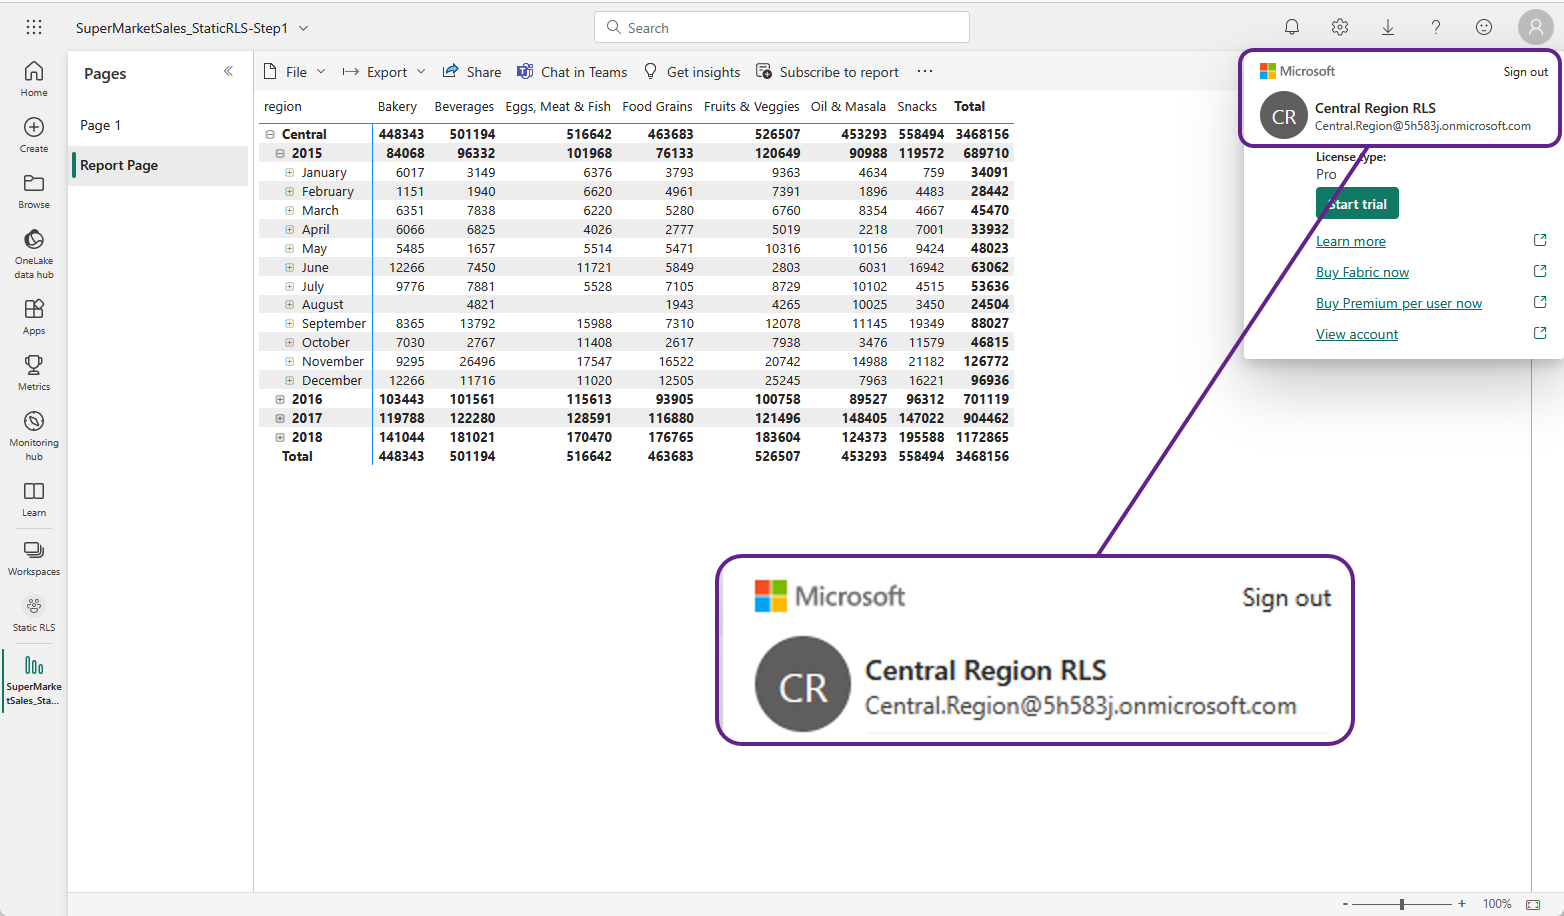 SuperMarketSales_StaticRLS-Step1
Search
Home
Create
Browse
OneLake
data hub
Apps
Metrics
Monitoring
hub
Learn
Workspaces
Static RLS
SuperMarke
tSales_Sta...
Pages
Page 1
Report Page
File Export Share Chat in Teams Get insights Subscribe to report ...
region Bakery Beverages Eggs, Meat & Fish Food Grains Fruits & Veggies Oil & Masala Snacks Total
Central 448343 501194 516642 463683 526507 453293 558494 3468156
2015 84068 96332 101968 76133 120649 90988 119572 689710
January 6017 3149 6376 3793 9363 4634 759 34091
February 1151 1940 6620 4961 7391 1896 4483 28442
March 6351 7838 6220 5280 6760 8354 4667 45470
April 6066 6825 4026 2777 5019 2218 7001 33932
May 5485 1657 5514 5471 10316 10156 9424 48023
June 12266 7450 11721 5849 2803 6031 16942 63062
July 9776 7881 5528 7105 8729 10102 4515 53636
August 4821 1943 4265 10025 3450 24504
September 8365 13792 15988 7310 12078 11145 19349 88027
October 7030 2767 11408 2617 7938 3476 11579 46815
November 9295 26496 17547 16522 20742 14988 21182 126772
December 12266 11716 11020 12505 25245 7963 16221 96936
2016 103443 101561 115613 93905 100758 89527 96312 701119
2017 119788 122280 128591 116880 121496 148405 147022 904462
2018 141044 181021 170470 176765 183604 124373 195588 1172865
Total 448343 501194 516642 463683 526507 453293 558494 3468156
Microsoft Sign out
CR
Central Region RLS
Central.Region@5h583j.onmicrosoft.com
License type:
Pro
Start trial
Learn more
Buy Fabric now
Buy Premium per user now
View account
Microsoft Sign out
CR
Central Region RLS
Central.Region@5h583j.onmicrosoft.com
- + 100%